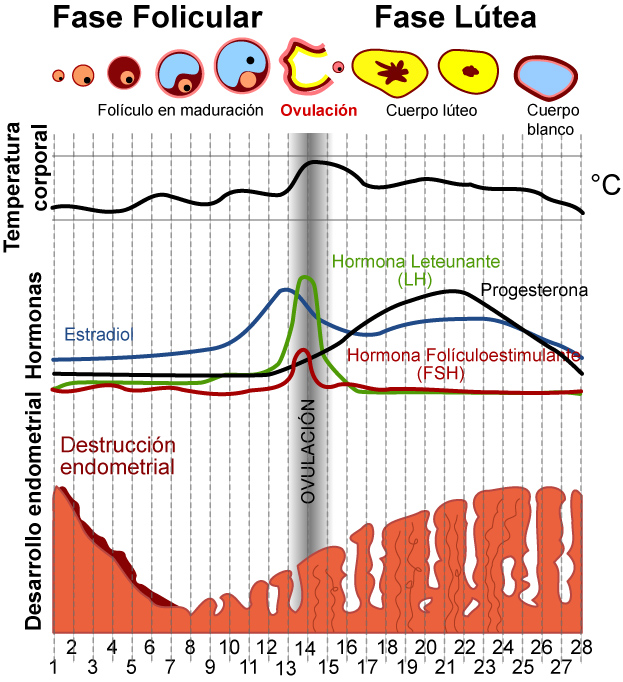 Fase Folicular
Fase Lútea
Folículo en maduración
Ovulación
Cuerpo lúteo
Cuerpo
blanco
Temperatura
corporal
°C
Hormonas
Hormona Leteunante
(LH)
Progesterona
Estradiol
Hormona Folículoestimulante
(FSH)
Desarrollo endometrial
Destrucción
endometrial
OVULACIÓN
2 4 6 8 10 12 14 16 18 20 22 24 26 28
1 3 5 7 9 11 13 15 17 19 21 23 25 27